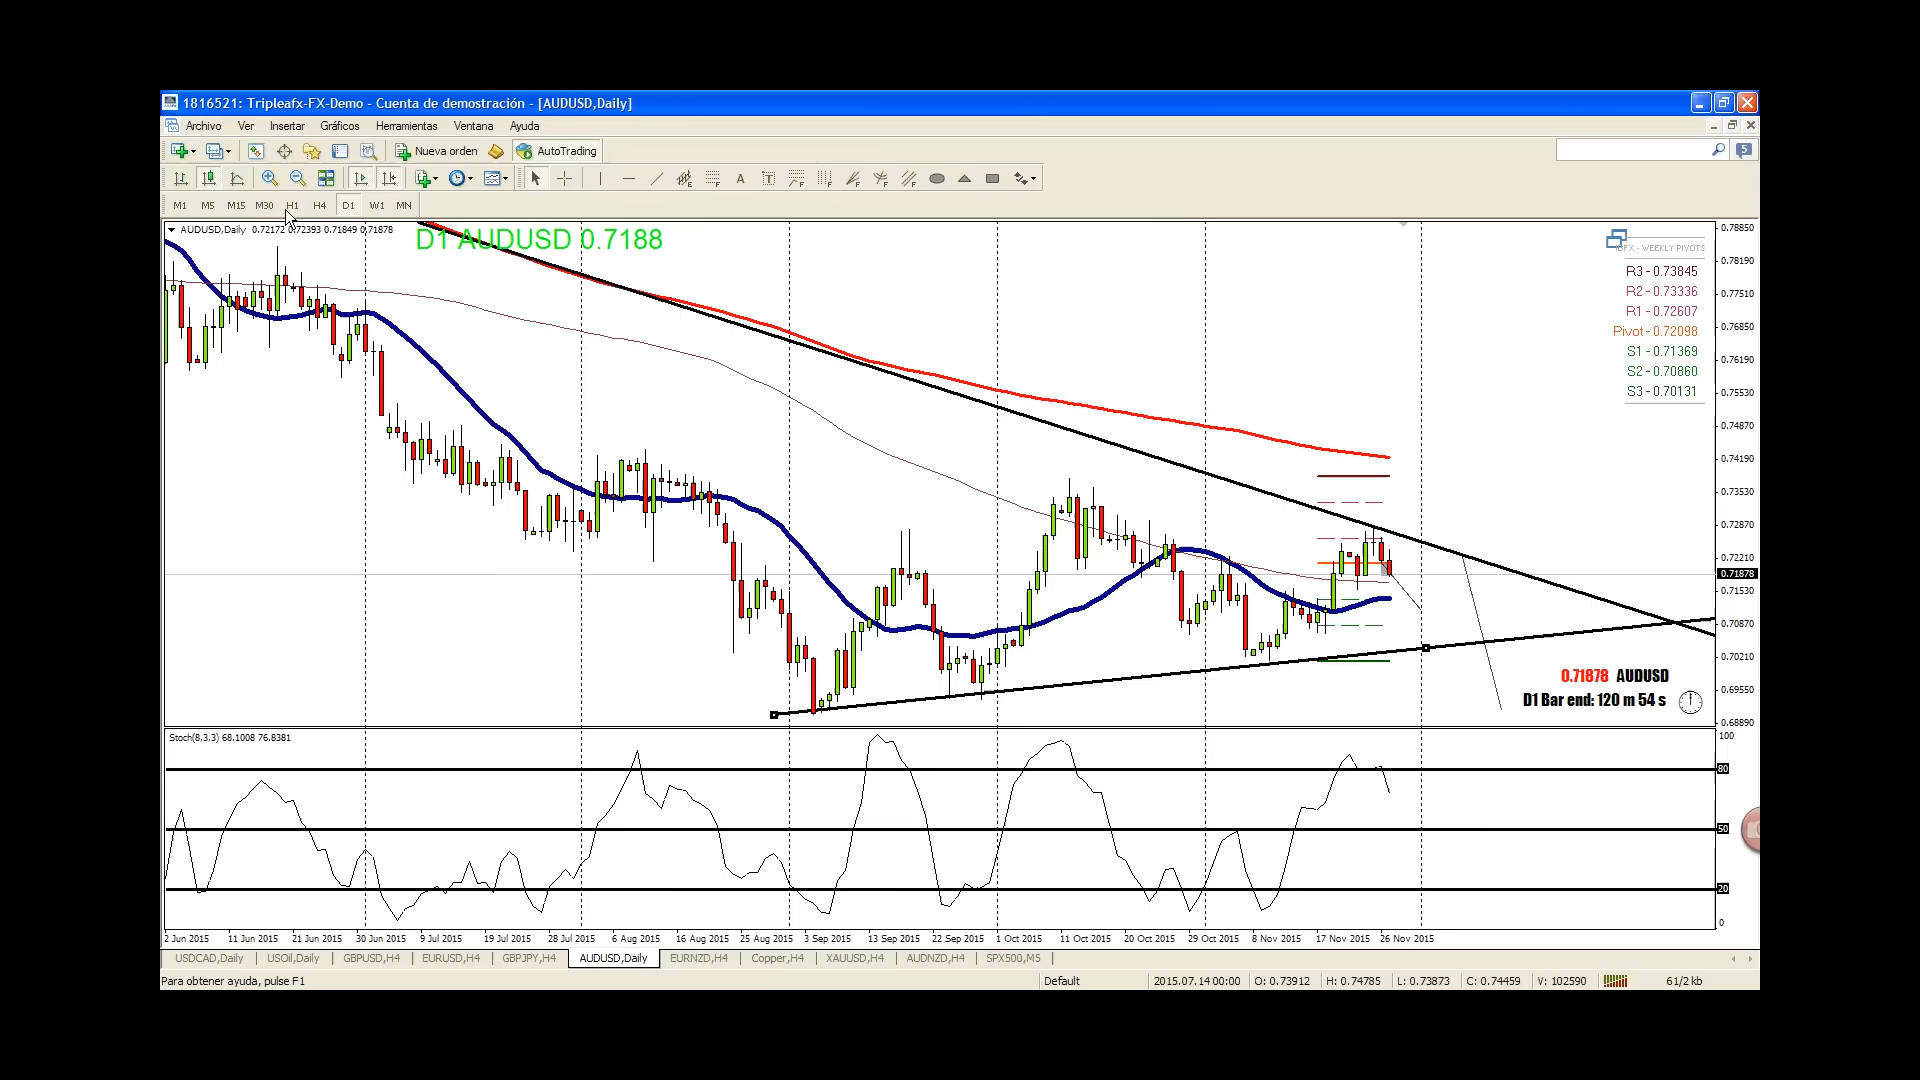 1816521: Tripleafx-FX-Demo - Cuenta de demostración - [AUDUSD,Daily]
Archivo Ver Insertar Gráficos Herramientas Ventana Ayuda
Nueva orden AutoTrading 5
A T
M1 M5 M15 M30 H1 H4 D1 W1 MN
AUDUSD,Daily 0.72172 0.72393 0.71849 0.71878
D1 AUDUSD 0.7188
FX - WEEKLY PIVOTS
R3 - 0.73845
R2 - 0.73336
R1 - 0.72607
Pivot - 0.72098
S1 - 0.71369
S2 - 0.70860
S3 - 0.70131
0.78850
0.78190
0.77510
0.76850
0.76190
0.75530
0.74870
0.74190
0.73530
0.72870
0.72210
0.71878
0.71530
0.70870
0.70210
0.69550
0.68890
0.71878 AUDUSD
D1 Bar end: 120 m 54 s
Stoch(8,3,3) 68.1008 76.8381
100
80
50
20
0
2 Jun 2015 11 Jun 2015 21 Jun 2015 30 Jun 2015 9 Jul 2015 19 Jul 2015 28 Jul 2015 6 Aug 2015 16 Aug 2015 25 Aug 2015 3 Sep 2015 13 Sep 2015 22 Sep 2015 1 Oct 2015 11 Oct 2015 20 Oct 2015 29 Oct 2015 8 Nov 2015 17 Nov 2015 26 Nov 2015
USDCAD,Daily USOil,Daily GBPUSD,H4 EURUSD,H4 GBPJPY,H4 AUDUSD,Daily EURNZD,H4 Copper,H4 XAUUSD,H4 AUDNZD,H4 SPX500,M5
Para obtener ayuda, pulse F1 Default 2015.07.14 00:00 O: 0.73912 H: 0.74785 L: 0.73873 C: 0.74459 V: 102590 61/2 kb